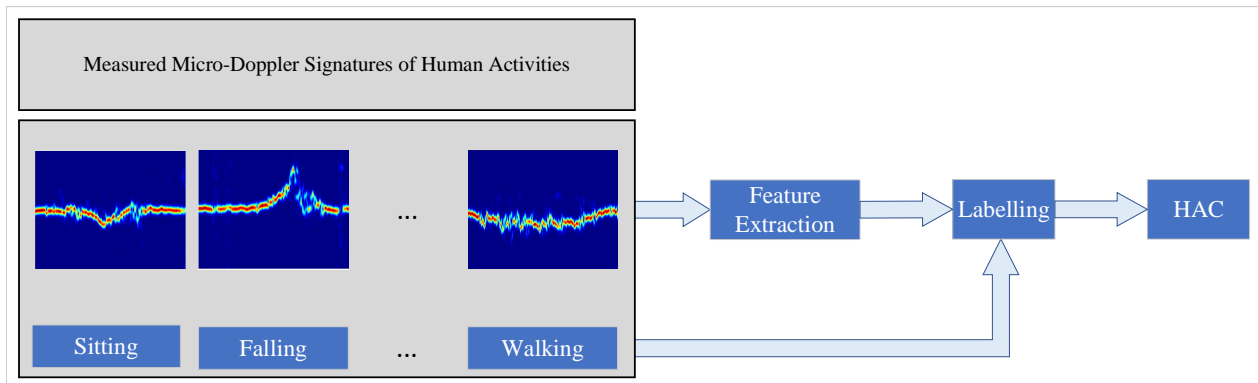 Measured Micro-Doppler Signatures of Human Activities
...
Feature
Extraction
Labelling
HAC
Sitting
Falling
...
Walking